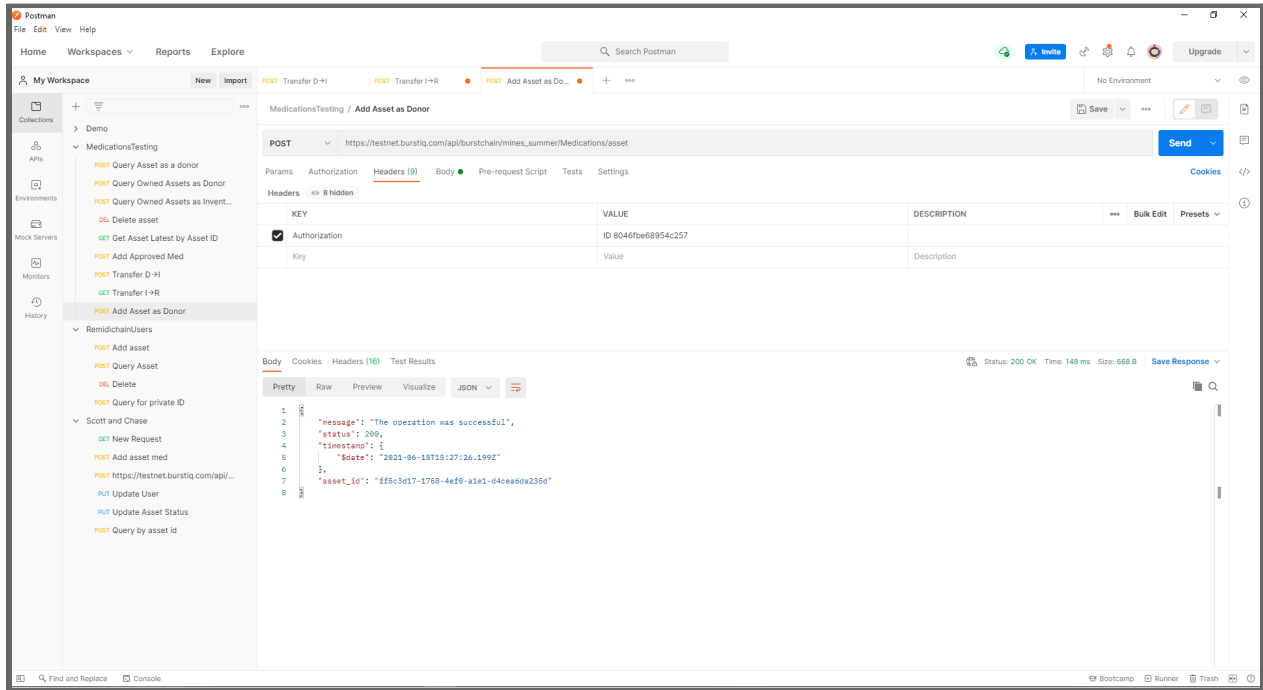 Postman
File Edit View Help
Home Workspaces Reports Explore Search Postman Invite Upgrade
My Workspace New Import POST Transfer D→I POST Transfer I→R POST Add Asset as Do... No Environment
Collections
APIs
Environments
Mock Servers
Monitors
History
Demo
MedicationsTesting
POST Query Asset as a donor
POST Query Owned Assets as Donor
POST Query Owned Assets as Invent...
DEL Delete asset
GET Get Asset Latest by Asset ID
POST Add Approved Med
POST Transfer D→I
GET Transfer I→R
POST Add Asset as Donor
RemidichainUsers
POST Add asset
POST Query Asset
DEL Delete
POST Query for private ID
Scott and Chase
GET New Request
POST Add asset med
POST https://testnet.burstiq.com/api/...
PUT Update User
PUT Update Asset Status
POST Query by asset id
MedicationsTesting / Add Asset as Donor Save
POST https://testnet.burstiq.com/api/burstchain/mines_summer/Medications/asset Send
Params Authorization Headers (9) Body Pre-request Script Tests Settings Cookies
Headers 8 hidden
KEY VALUE DESCRIPTION Bulk Edit Presets
Authorization ID 8046fbe68954c257
Key Value Description
Body Cookies Headers (16) Test Results Status: 200 OK Time: 148 ms Size: 668 B Save Response
Pretty Raw Preview Visualize JSON
1 {
2 "message": "The operation was successful",
3 "status": 200,
4 "timestamp": {
5 "$date": "2021-06-15T15:27:26.199Z"
6 },
7 "asset_id": "ff5c3d17-1758-4ef0-a1e1-d4cea6da235d"
8 }
Find and Replace Console Bootcamp Runner Trash